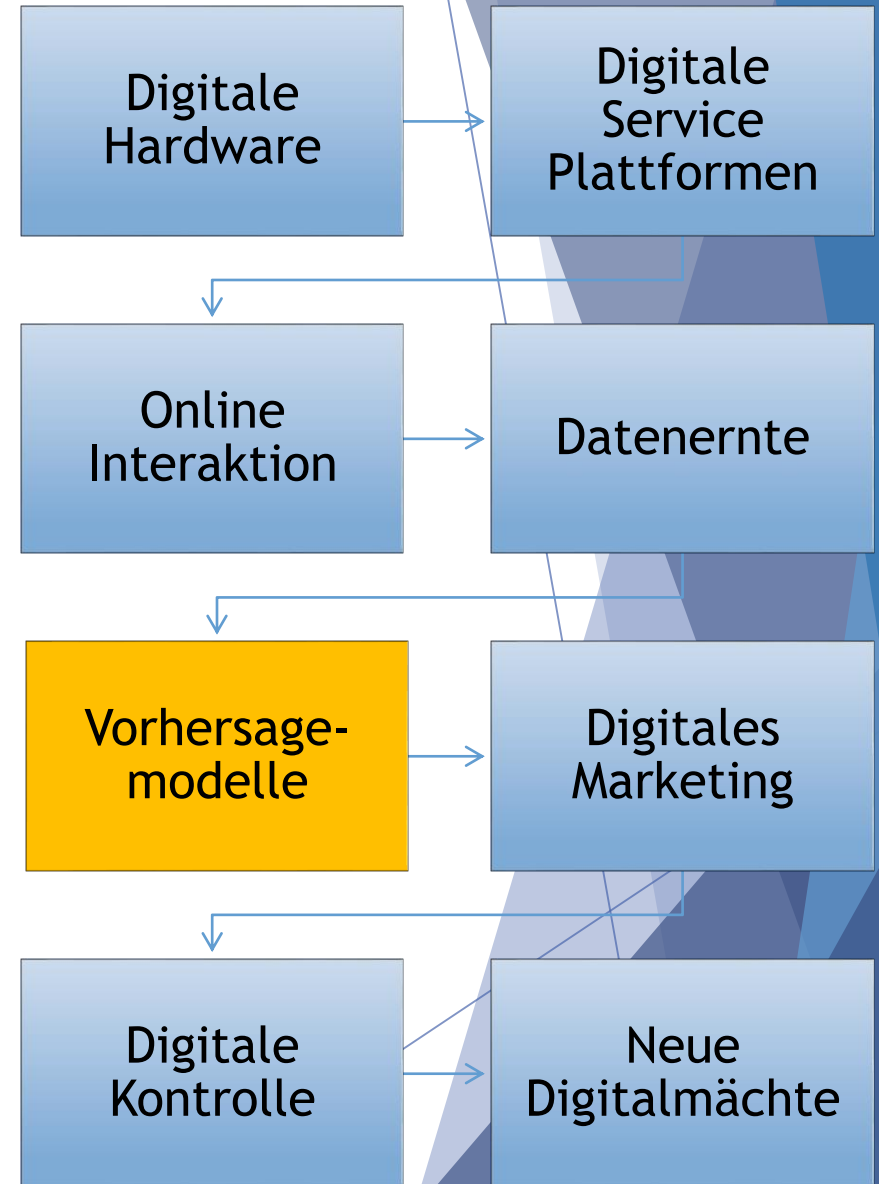 Digitale
Hardware
Digitale
Service
Plattformen
Online
Interaktion
Datenernte
Vorhersage-
modelle
Digitales
Marketing
Digitale
Kontrolle
Neue
Digitalmächte